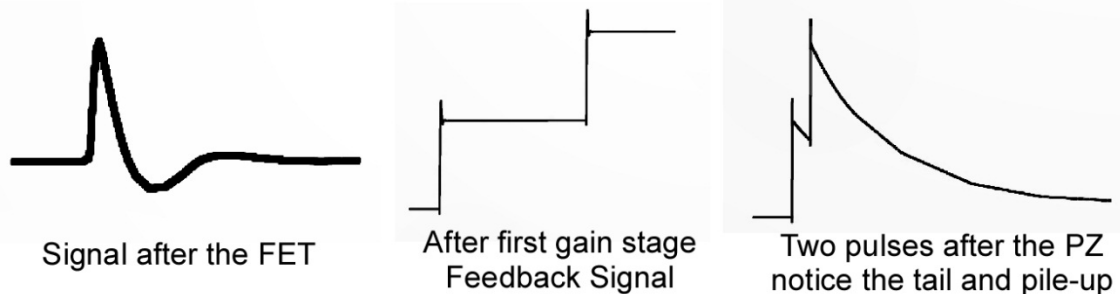 Signal after the FET
After first gain stage
Feedback Signal
Two pulses after the PZ
notice the tail and pile-up